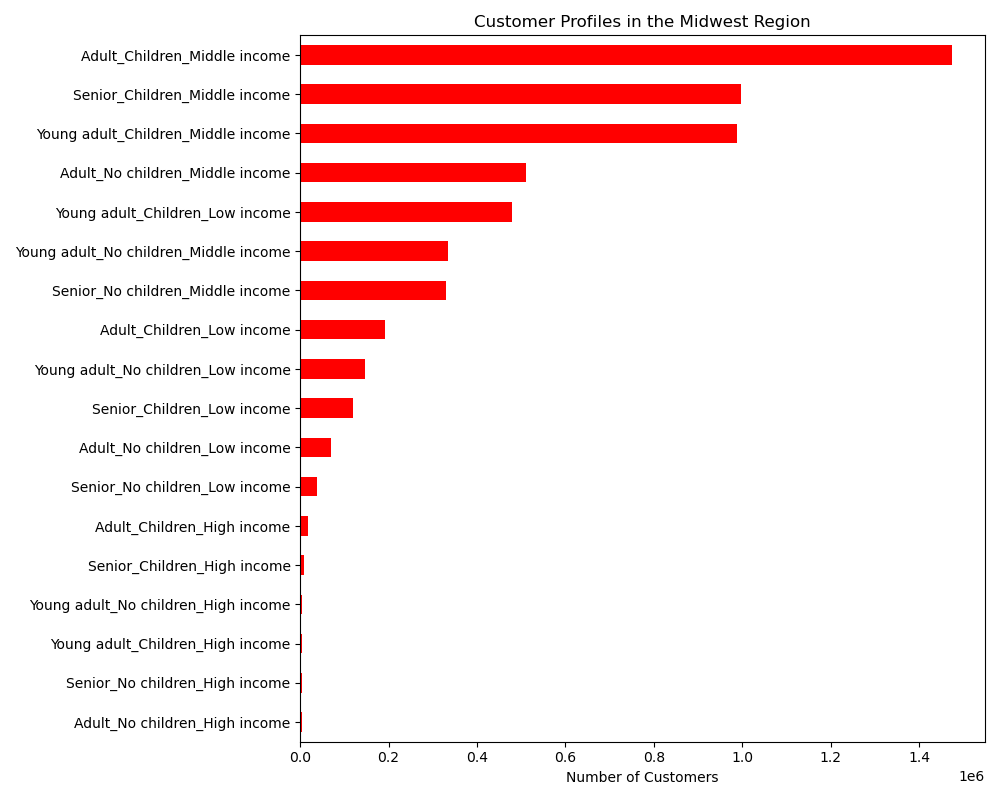 Customer Profiles in the Midwest Region
Adult_Children_Middle income
Senior_Children_Middle income
Young adult_Children_Middle income
Adult_No children_Middle income
Young adult_Children_Low income
Young adult_No children_Middle income
Senior_No children_Middle income
Adult_Children_Low income
Young adult_No children_Low income
Senior_Children_Low income
Adult_No children_Low income
Senior_No children_Low income
Adult_Children_High income
Senior_Children_High income
Young adult_No children_High income
Young adult_Children_High income
Senior_No children_High income
Adult_No children_High income
0.0 0.2 0.4 0.6 0.8 1.0 1.2 1.4
1e6
Number of Customers